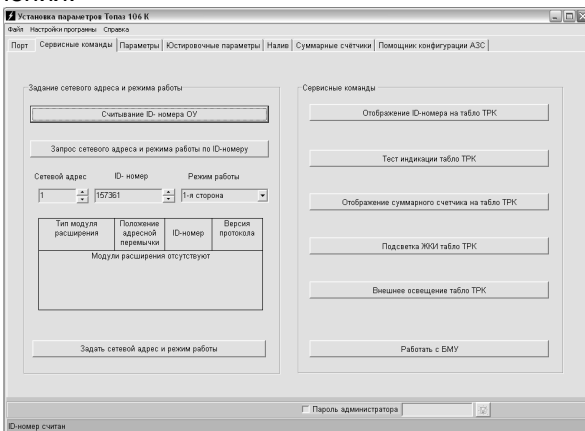 Установка параметров Топаз 106 К
Файл Настройки программы Справка
Порт Сервисные команды Параметры Юстировочные параметры Налив Суммарные счётчики Помощник конфигурации АЗС
Задание сетевого адреса и режима работы
Считывание ID- номера ОУ
Запрос сетевого адреса и режима работы по ID-номеру
Сетевой адрес ID- номер Режим работы
1 157361 1-я сторона
Тип модуля расширения Положение адресной перемычки ID-номер Версия протокола
Модули расширения отсутствуют
Задать сетевой адрес и режим работы
Сервисные команды
Отображение ID-номера на табло ТРК
Тест индикации табло ТРК
Отображение суммарного счетчика на табло ТРК
Подсветка ЖКИ табло ТРК
Внешнее освещение табло ТРК
Работать с БМУ
Пароль администратора
ID-номер считан